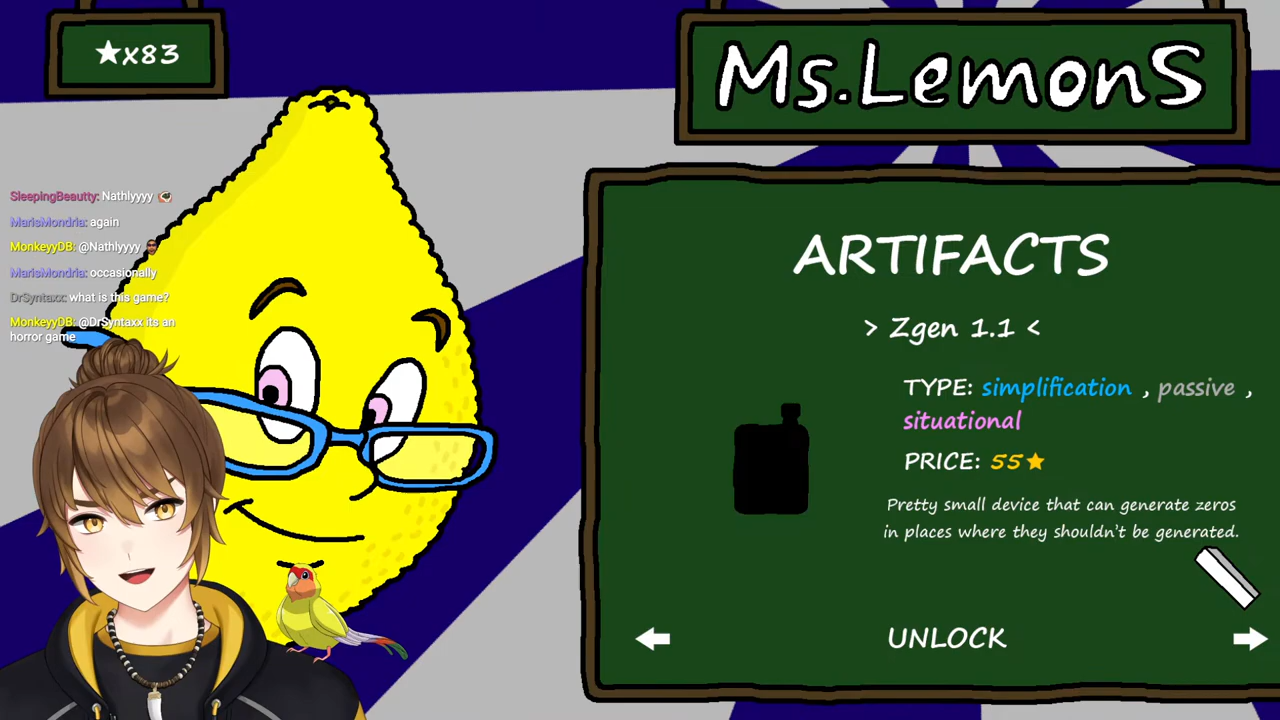 ★x83
Ms.LemonS
SleepingBeautty: Nathlyyyy
MarisMondria: again
MonkeyyDB: @Nathlyyyy
MarisMondria: occasionally
DrSyntaxx: what is this game?
MonkeyyDB: @DrSyntaxx its an
horror game
ARTIFACTS
> Zgen 1.1 <
TYPE: simplification , passive ,
situational
PRICE: 55★
Pretty small device that can generate zeros
in places where they shouldn't be generated.
UNLOCK